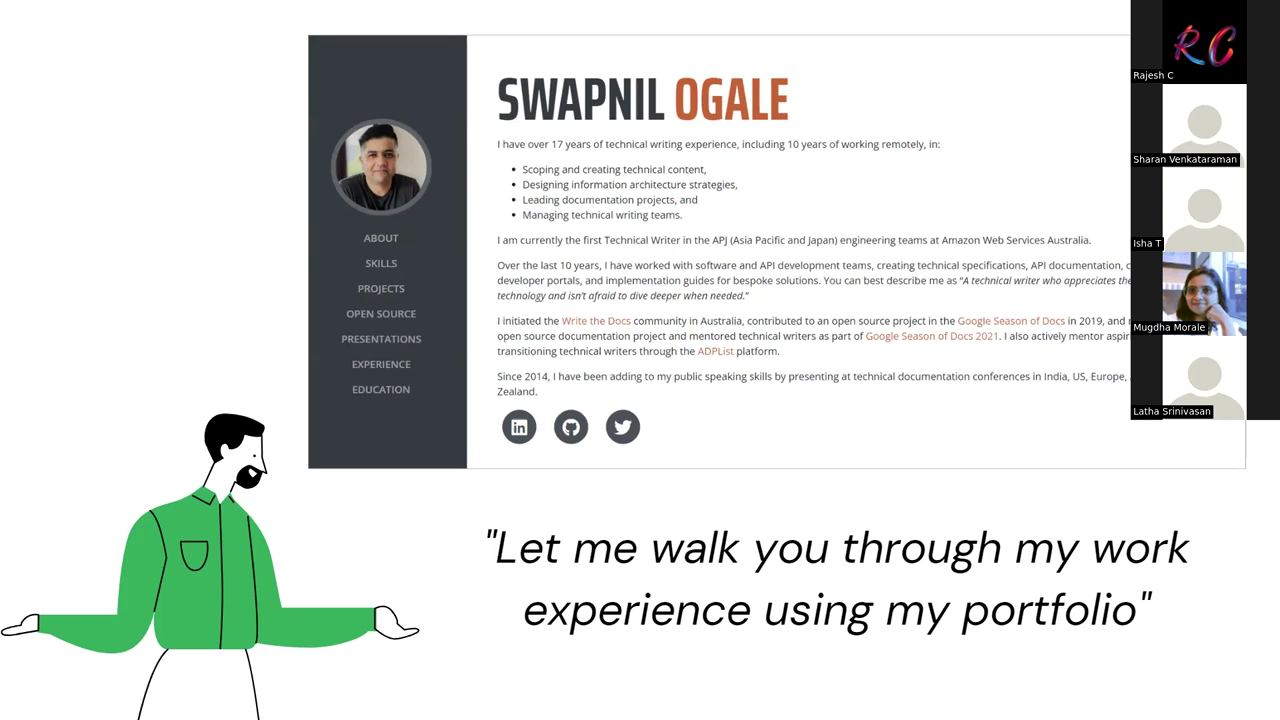 SWAPNIL OGALE
I have over 17 years of technical writing experience, including 10 years of working remotely, in:
Scoping and creating technical content,
Designing information architecture strategies,
Leading documentation projects, and
Managing technical writing teams.
I am currently the first Technical Writer in the APJ (Asia Pacific and Japan) engineering teams at Amazon Web Services Australia.
Over the last 10 years, I have worked with software and API development teams, creating technical specifications, API documentation,
developer portals, and implementation guides for bespoke solutions. You can best describe me as “A technical writer who appreciates the
technology and isn’t afraid to dive deeper when needed.”
I initiated the Write the Docs community in Australia, contributed to an open source project in the Google Season of Docs in 2019, and
open source documentation project and mentored technical writers as part of Google Season of Docs 2021. I also actively mentor
transitioning technical writers through the ADPList platform.
Since 2014, I have been adding to my public speaking skills by presenting at technical documentation conferences in India, US, Europe,
Zealand.
ABOUT
SKILLS
PROJECTS
OPEN SOURCE
PRESENTATIONS
EXPERIENCE
EDUCATION
in
"Let me walk you through my work
experience using my portfolio"
RC
Rajesh C
Sharan Venkataraman
Isha T
Mugdha Morale
Latha Srinivasan